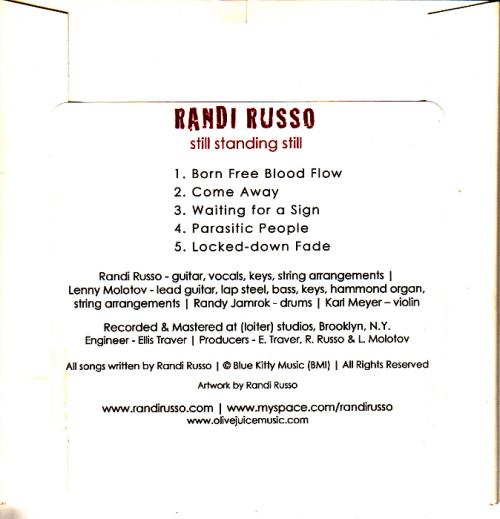 RANDI RUSSO
still standing still
1. Born Free Blood Flow
2. Come Away
3. Waiting for a Sign
4. Parasitic People
5. Locked-down Fade
Randi Russo - guitar, vocals, keys, string arrangements |
Lenny Molotov - lead guitar, lap steel, bass, keys, hammond organ,
string arrangements | Randy Jamrok - drums | Karl Meyer – violin
Recorded & Mastered at (loiter) studios, Brooklyn, N.Y.
Engineer - Ellis Traver | Producers - E. Traver, R. Russo & L. Molotov
All songs written by Randi Russo | © Blue Kitty Music (BMI) | All Rights Reserved
Artwork by Randi Russo
www.randirusso.com | www.myspace.com/randirusso
www.olivejuicemusic.com